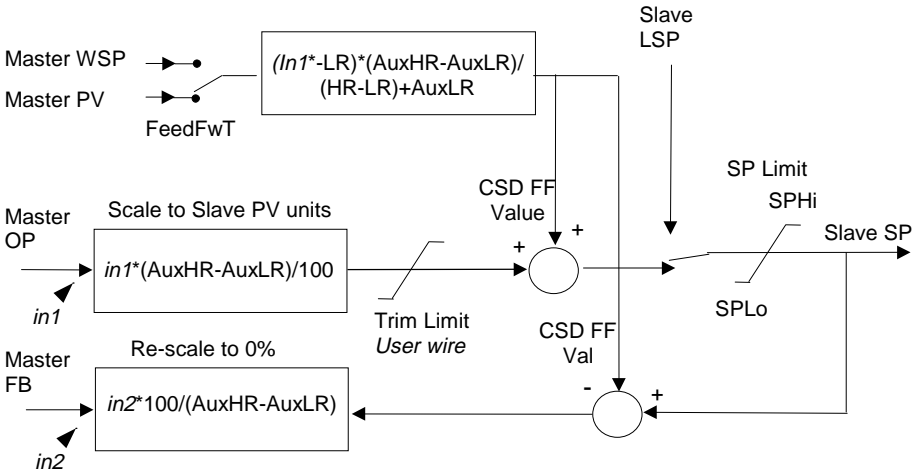 Slave
LSP
Master WSP
Master PV
FeedFwT
(In1*-LR)*(AuxHR-AuxLR)/
(HR-LR)+AuxLR
SP Limit
SPHi
Slave SP
SPLo
CSD FF
Value
+
+
Master
OP
Scale to Slave PV units
in1*(AuxHR-AuxLR)/100
in1
Trim Limit
User wire
CSD FF
Val
-
+
Master
FB
Re-scale to 0%
in2*100/(AuxHR-AuxLR)
in2